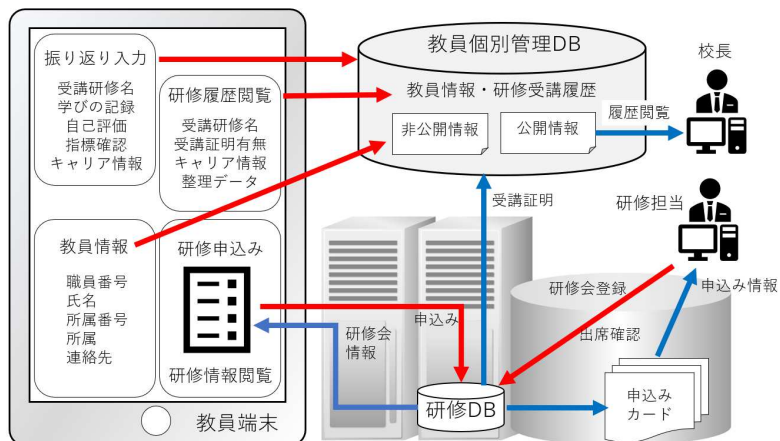 振り返り入力
受講研修名
学びの記録
自己評価
指標確認
キャリア情報
研修履歴閲覧
受講研修名
受講証明有無
キャリア情報
整理データ
教員情報
職員番号
氏名
所属番号
所属
連絡先
研修申込み
研修情報閲覧
教員端末
教員個別管理DB
教員情報・研修受講履歴
非公開情報
公開情報
履歴閲覧
校長
受講証明
研修担当
研修会登録
申込み情報
申込み
研修会
情報
出席確認
研修DB
申込み
カード